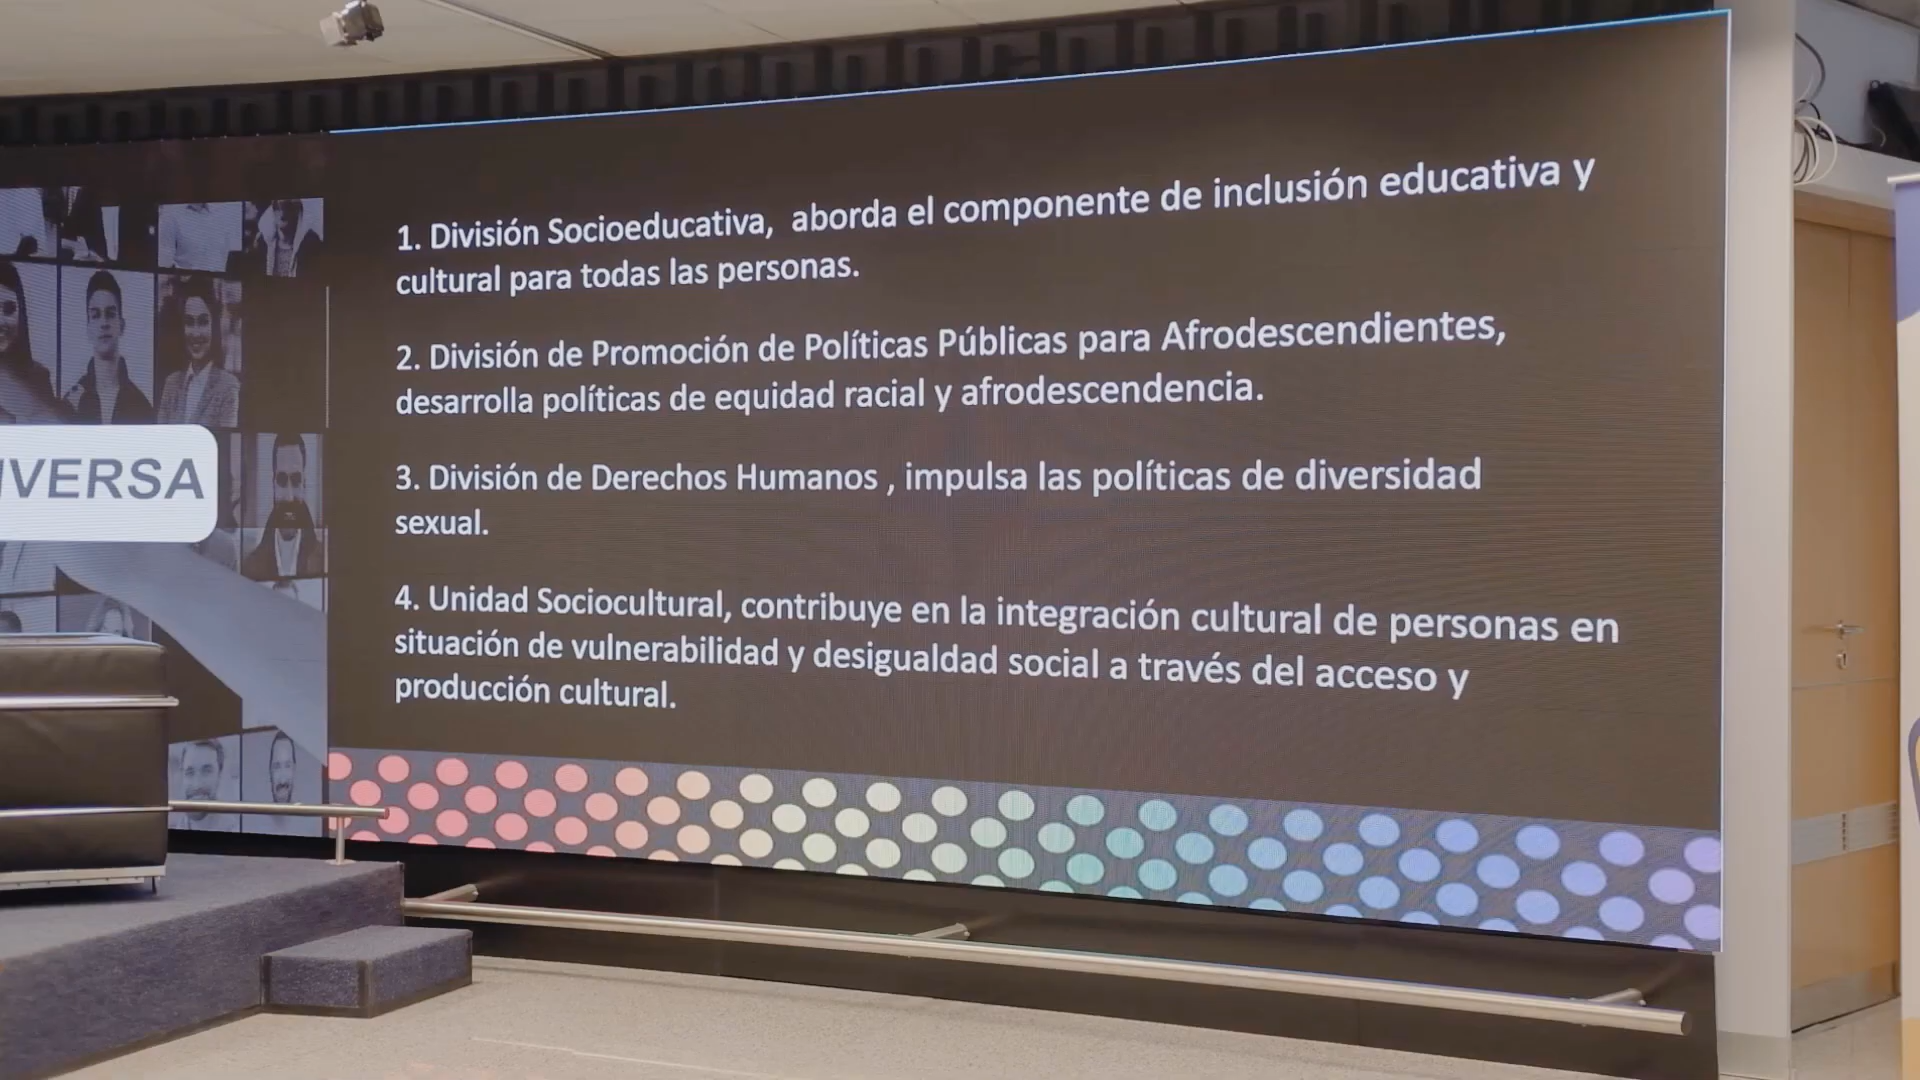 1. División Socioeducativa, aborda el componente de inclusión educativa y
cultural para todas las personas.
2. División de Promoción de Políticas Públicas para Afrodescendientes,
desarrolla políticas de equidad racial y afrodescendencia.
3. División de Derechos Humanos , impulsa las políticas de diversidad
sexual.
4. Unidad Sociocultural, contribuye en la integración cultural de personas en
situación de vulnerabilidad y desigualdad social a través del acceso y
producción cultural.